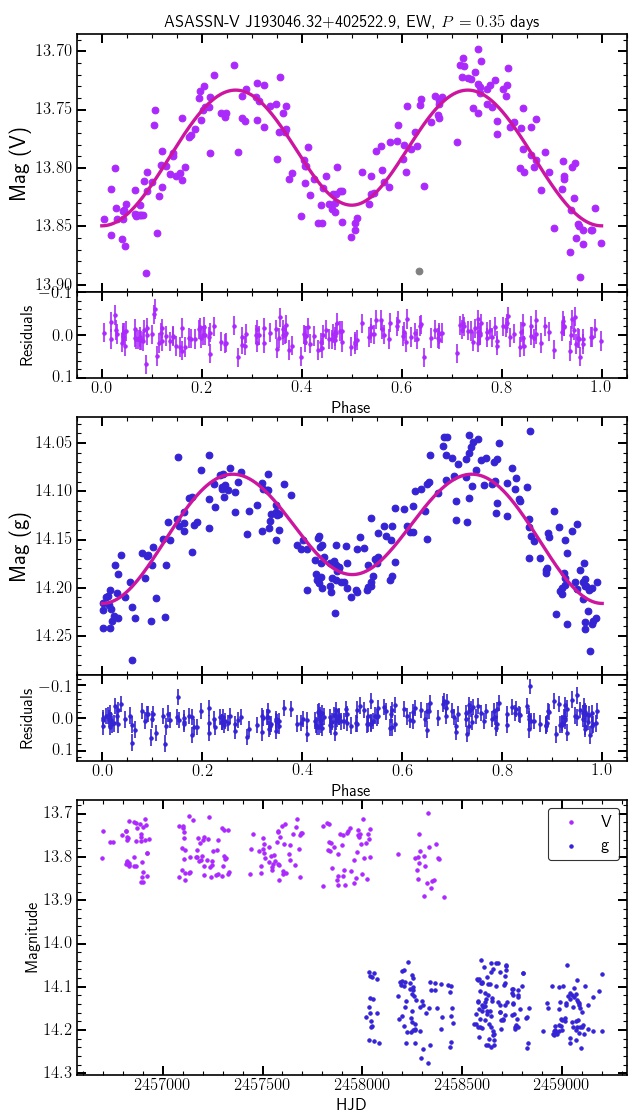 ASASSN-V J193046.32+402522.9, EW, P = 0.35 days
Mag (V)
13.70
13.75
13.80
13.85
13.90
Residuals
−0.1
0.0
0.1
0.0 0.2 0.4 0.6 0.8 1.0
Phase
Mag (g)
14.05
14.10
14.15
14.20
14.25
Residuals
−0.1
0.0
0.1
0.0 0.2 0.4 0.6 0.8 1.0
Phase
Magnitude
13.7
13.8
13.9
14.0
14.1
14.2
14.3
V
g
2457000 2457500 2458000 2458500 2459000
HJD